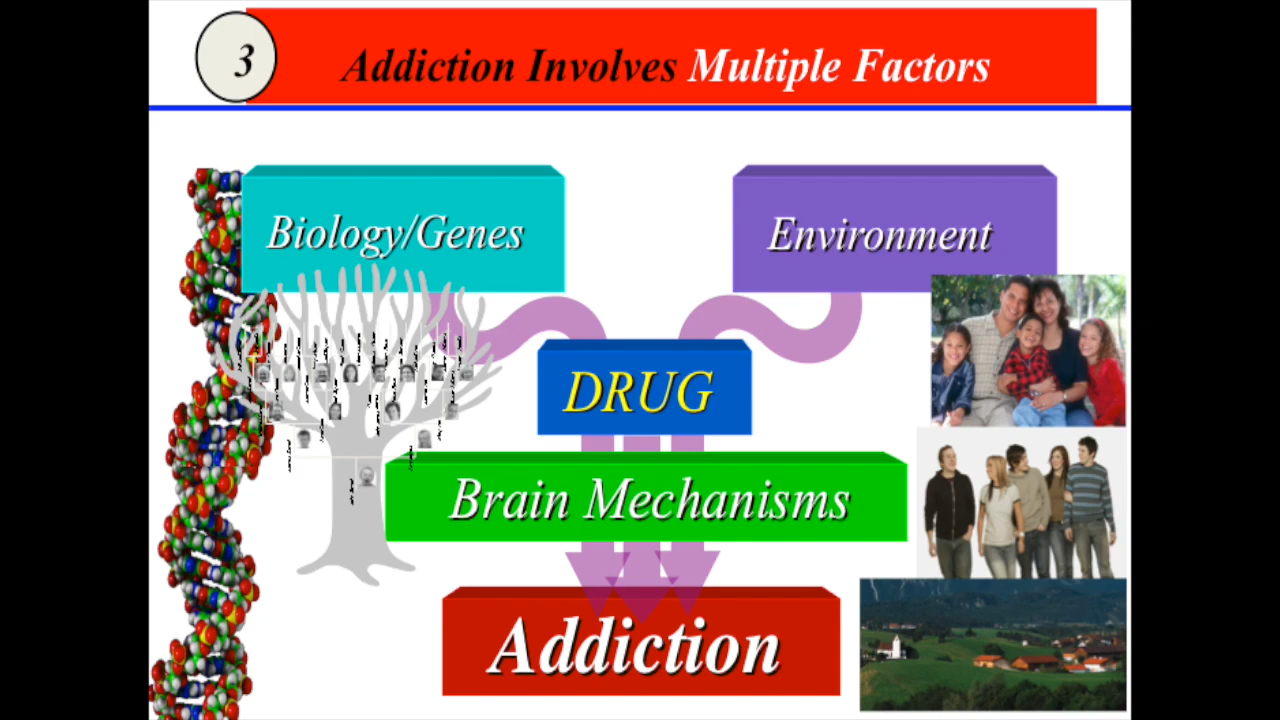 3
Addiction Involves Multiple Factors
Biology/Genes
Environment
DRUG
Brain Mechanisms
Addiction